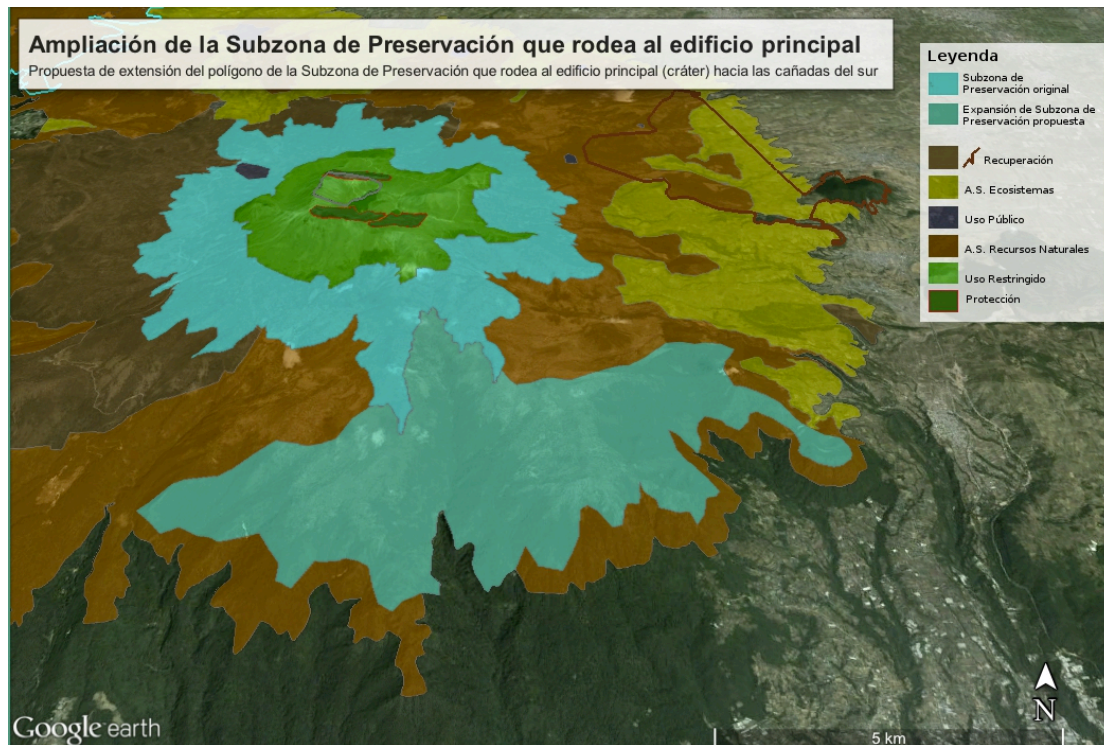 Ampliación de la Subzona de Preservación que rodea al edificio principal
Propuesta de extensión del polígono de la Subzona de Preservación que rodea al edificio principal (cráter) hacia las cañadas del sur
Leyenda
Subzona de
Preservación original
Expansión de Subzona de
Preservación propuesta
Recuperación
A.S. Ecosistemas
Uso Público
A.S. Recursos Naturales
Uso Restringido
Protección
N
Google earth
5 km